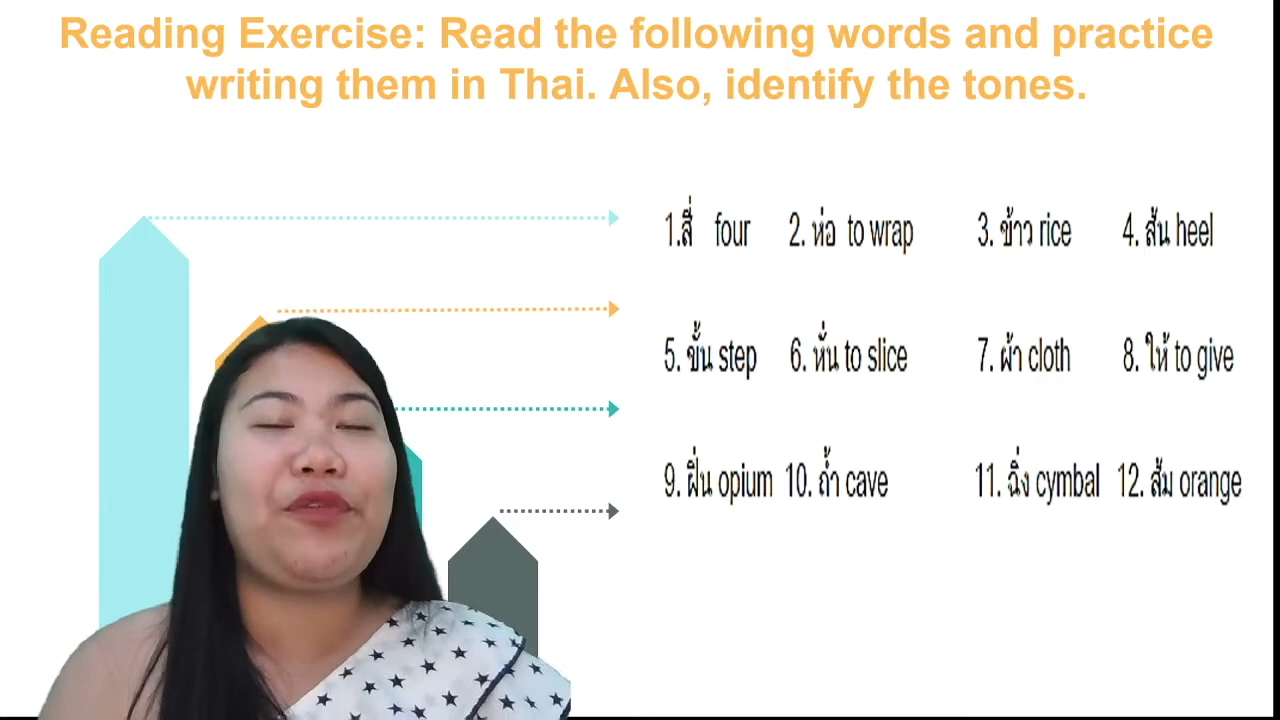 Reading Exercise: Read the following words and practice
writing them in Thai. Also, identify the tones.
1.สี่ four 2. ห่อ to wrap 3. ข้าว rice 4. ส้น heel
5. ขั้น step 6. หั่น to slice 7. ผ้า cloth 8. ให้ to give
9. ฝิ่น opium 10. ถ้ำ cave 11. ฉิ่ง cymbal 12. ส้ม orange